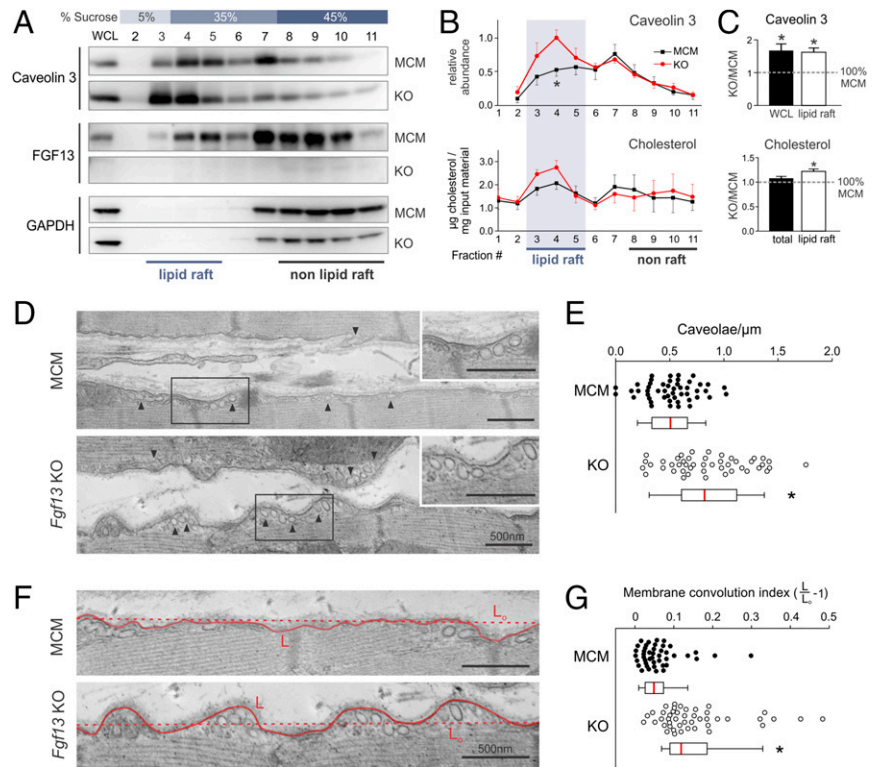 A
% Sucrose 5% 35% 45%
WCL 2 3 4 5 6 7 8 9 10 11
Caveolin 3
MCM
KO
FGF13
MCM
KO
GAPDH
MCM
KO
lipid raft
non lipid raft
B
Caveolin 3
relative
abundance
1.0
0.5
0.0
MCM
KO
*
1 2 3 4 5 6 7 8 9 10 11
Cholesterol
µg cholesterol /
mg input material
3.0
2.0
1.0
0.0
1 2 3 4 5 6 7 8 9 10 11
Fraction #
lipid raft
non raft
C
Caveolin 3
KO/MCM
2
1
0
* *
100%
MCM
WCL lipid raft
Cholesterol
KO/MCM
2
1
0
*
100%
MCM
total lipid raft
D
MCM
Fgf13 KO
500nm
E
Caveolae/µm
0.0 0.5 1.0 1.5 2.0
MCM
KO
*
F
MCM
L₀
L
Fgf13 KO
L
L₀
500nm
G
Membrane convolution index (L/L₀ -1)
0.0 0.1 0.2 0.3 0.4 0.5
MCM
KO
*